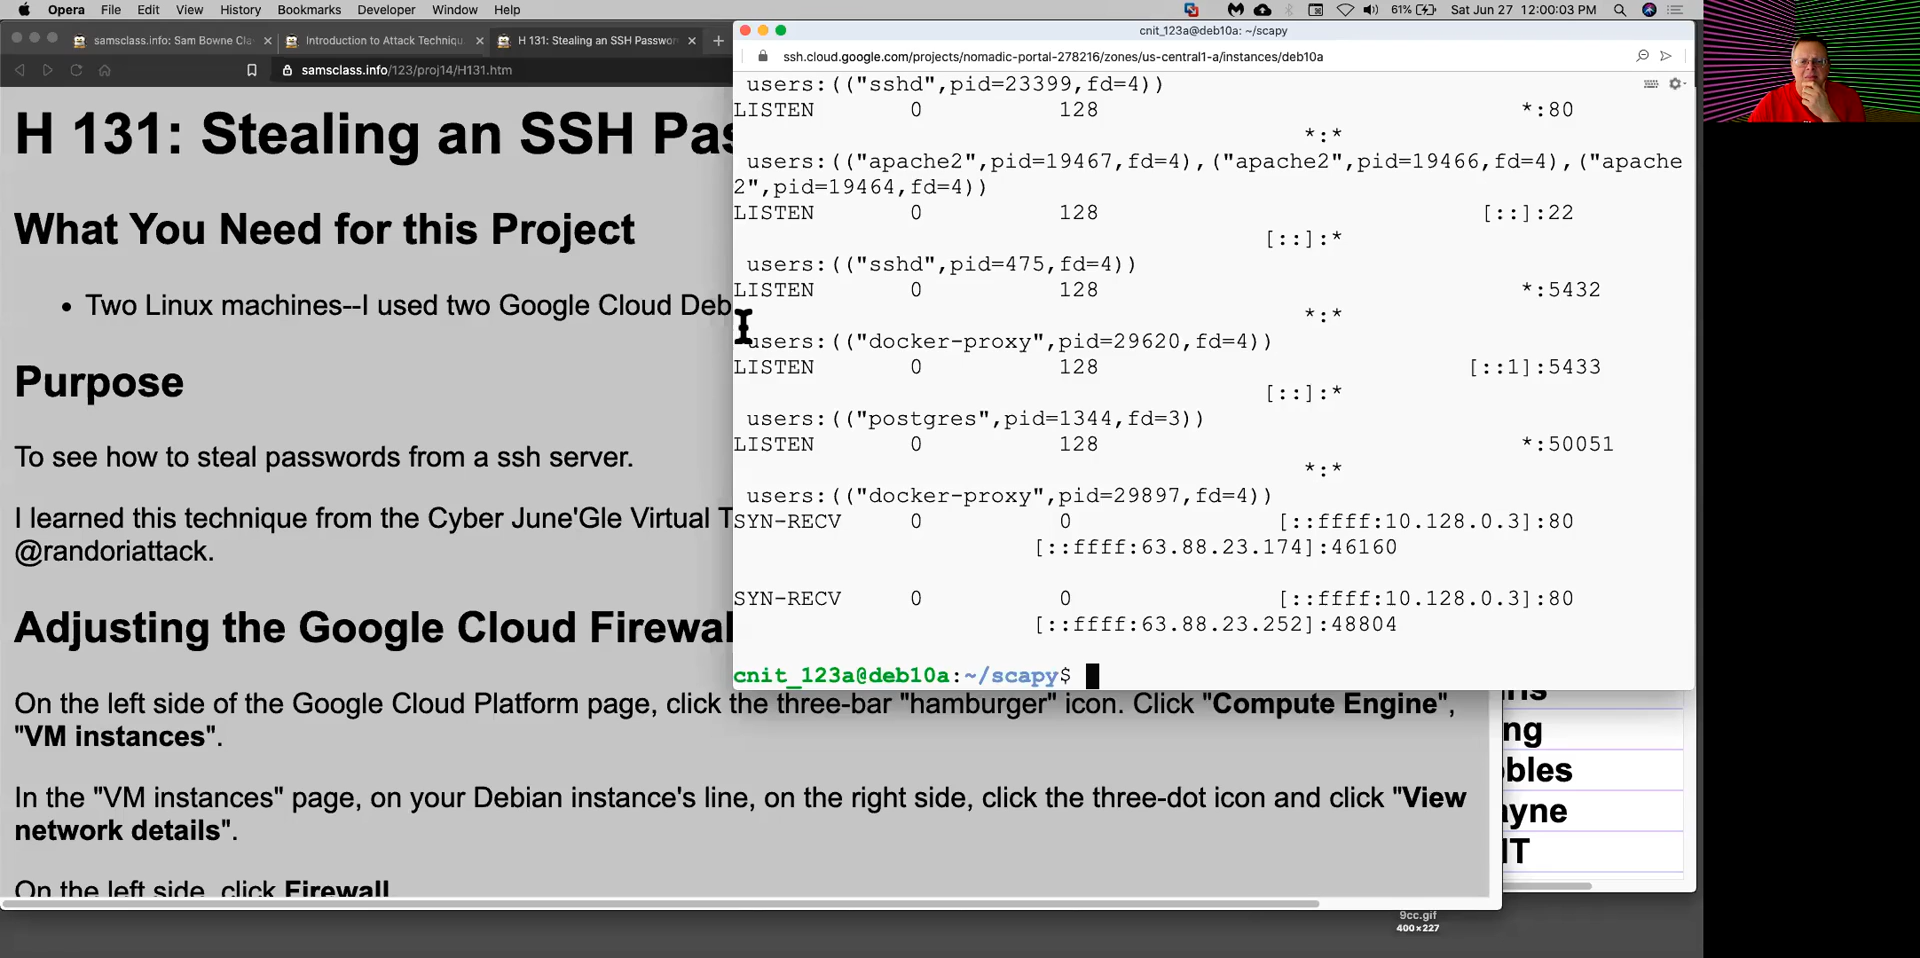 Opera File Edit View History Bookmarks Developer Window Help
61% Sat Jun 27 12:00:03 PM
samsclass.info: Sam Bowne Cla
Introduction to Attack Techniqu
H 131: Stealing an SSH Passwor
samsclass.info/123/proj14/H131.htm
cnit_123a@deb10a: ~/scapy
ssh.cloud.google.com/projects/nomadic-portal-278216/zones/us-central1-a/instances/deb10a
users:(("sshd",pid=23399,fd=4))
LISTEN 0 128 *:80
*:*
users:(("apache2",pid=19467,fd=4),("apache2",pid=19466,fd=4),("apache
2",pid=19464,fd=4))
LISTEN 0 128 [::]:22
[::]:*
users:(("sshd",pid=475,fd=4))
LISTEN 0 128 *:5432
*:*
users:(("docker-proxy",pid=29620,fd=4))
LISTEN 0 128 [::1]:5433
[::]:*
users:(("postgres",pid=1344,fd=3))
LISTEN 0 128 *:50051
*:*
users:(("docker-proxy",pid=29897,fd=4))
SYN-RECV 0 0 [::ffff:10.128.0.3]:80
[::ffff:63.88.23.174]:46160
SYN-RECV 0 0 [::ffff:10.128.0.3]:80
[::ffff:63.88.23.252]:48804
cnit_123a@deb10a:~/scapy$
H 131: Stealing an SSH Pas
What You Need for this Project
• Two Linux machines--I used two Google Cloud Deb
Purpose
To see how to steal passwords from a ssh server.
I learned this technique from the Cyber June'Gle Virtual T
@randoriattack.
Adjusting the Google Cloud Firewal
On the left side of the Google Cloud Platform page, click the three-bar "hamburger" icon. Click "Compute Engine",
"VM instances".
In the "VM instances" page, on your Debian instance's line, on the right side, click the three-dot icon and click "View
network details".
On the left side, click Firewall
ng
bles
ayne
IT
9cc.gif
400×227